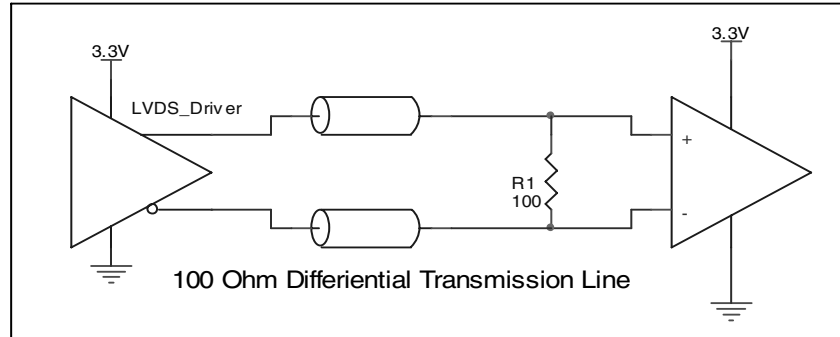 3.3V
3.3V
LVDS_Driver
+
R1
100
-
100 Ohm Differiential Transmission Line